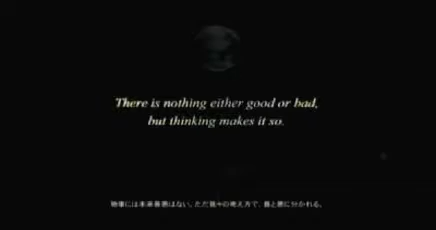 There is nothing either good or bad,
but thinking makes it so.
物事には本来善悪はない。ただ我々の考え方で、善と悪に分かれる。